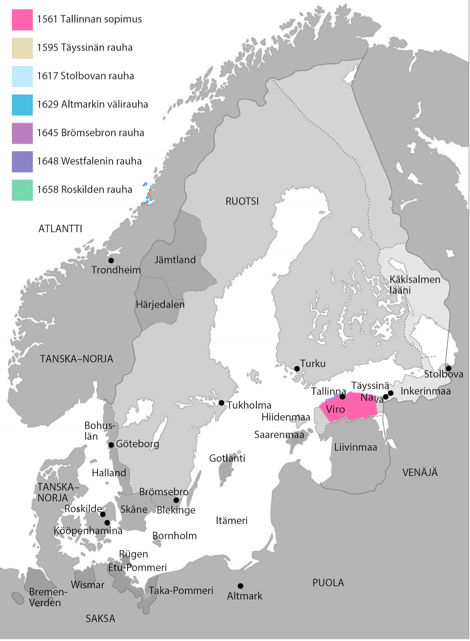 1561 Tallinnan sopimus
1595 Täyssinän rauha
1617 Stolbovan rauha
1629 Altmarkin välirauha
1645 Brömsebron rauha
1648 Westfalenin rauha
1658 Roskilden rauha
RUOTSI
ATLANTTI
Trondheim
Jämtland
Käkisalmen
lääni
Härjedalen
TANSKA–NORJA
Turku
Stolbova
Täyssinä
Inkerinmaa
Tallinna
Narva
Tukholma
Viro
Hiidenmaa
Saarenmaa
Bohus-
län
Göteborg
Liivinmaa
Gotlanti
Halland
VENÄJÄ
TANSKA–
NORJA
Brömsebro
Roskilde
Skåne
Blekinge
Itämeri
Kööpenhamina
Bornholm
Rügen
Etu-Pommeri
Wismar
Bremen-
Verden
Taka-Pommeri
Altmark
PUOLA
SAKSA